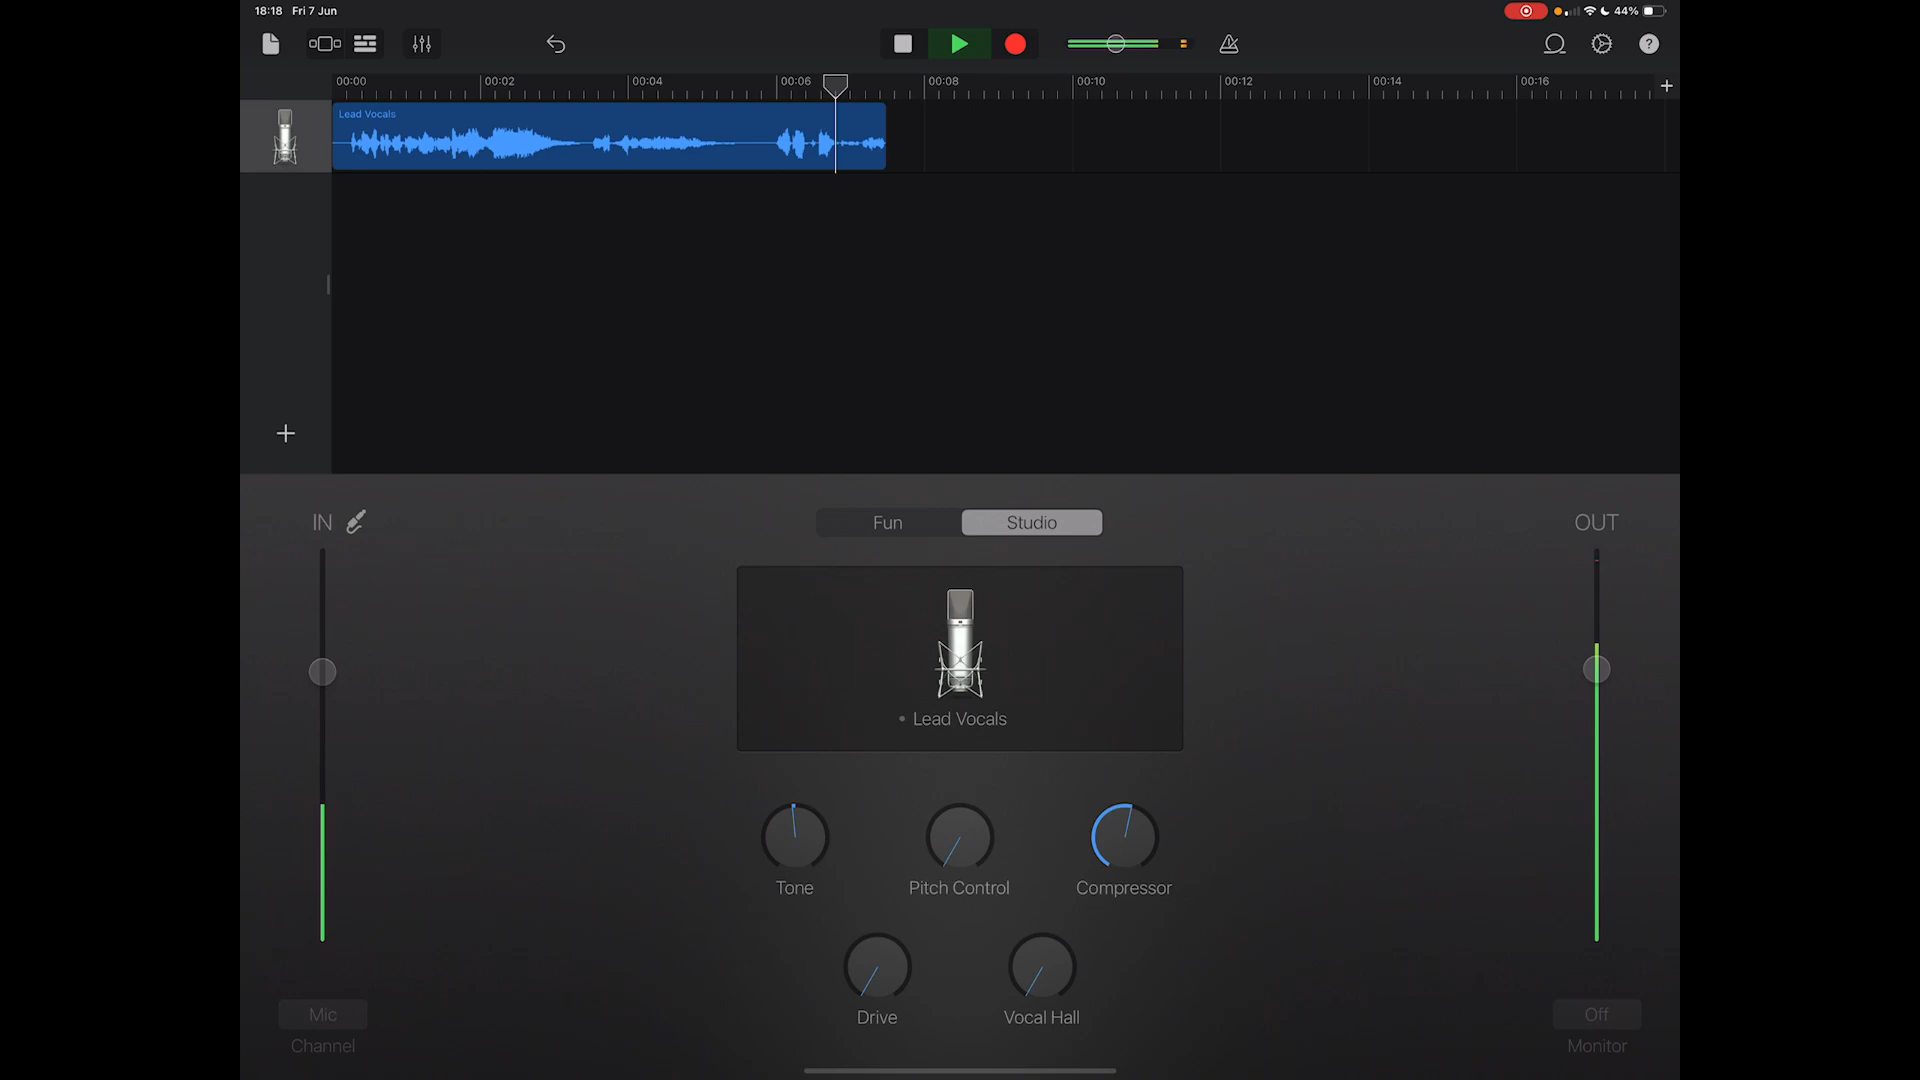 18:18 Fri 7 Jun
44%
?
00:00 00:02 00:04 00:06 00:08 00:10 00:12 00:14 00:16
Lead Vocals
IN
Fun Studio
OUT
Lead Vocals
Tone Pitch Control Compressor
Drive Vocal Hall
Mic
Channel
Off
Monitor